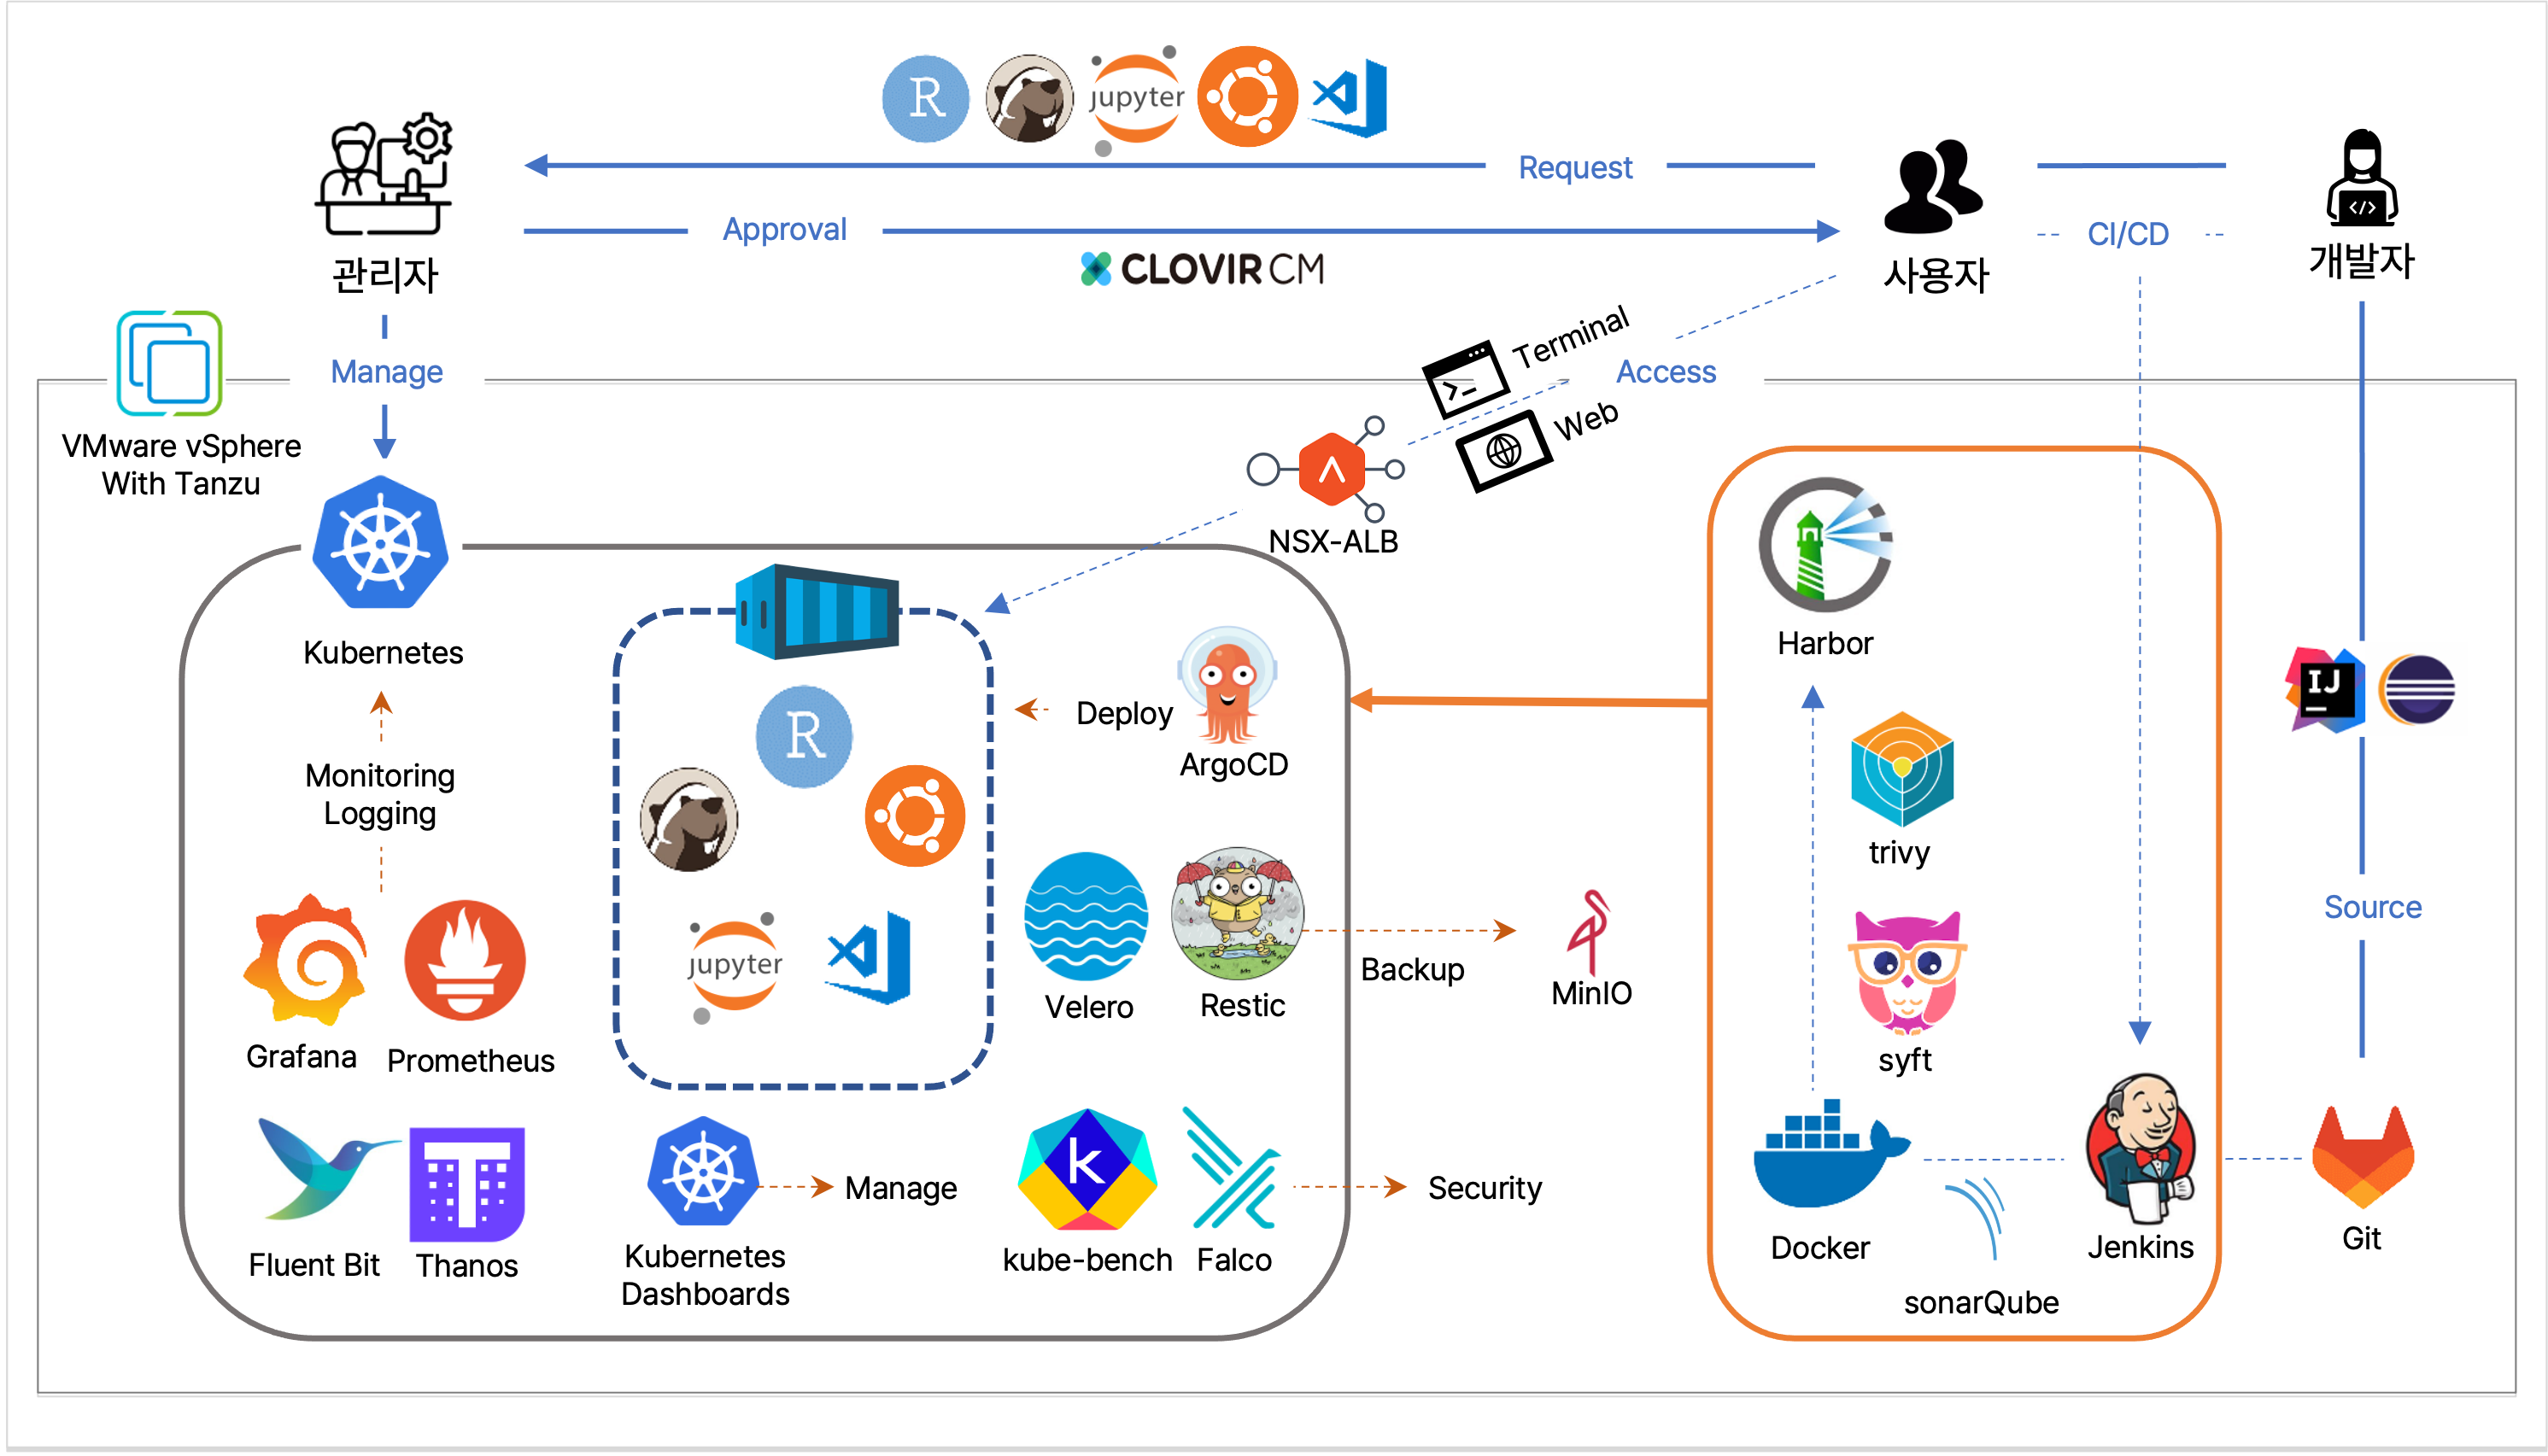 R
jupyter
Request
Approval
CLOVIR CM
관리자
사용자
CI/CD
개발자
Manage
Terminal
Access
Web
VMware vSphere
With Tanzu
NSX-ALB
Kubernetes
Harbor
R
Deploy
ArgoCD
IJ
Monitoring
Logging
trivy
jupyter
Source
Backup
Velero
Restic
MinIO
Grafana
Prometheus
syft
k
Manage
Security
Fluent Bit
Thanos
Kubernetes
Dashboards
kube-bench
Falco
Docker
Jenkins
Git
sonarQube